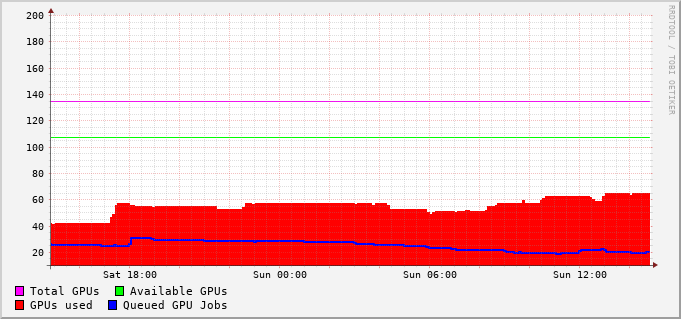 200
180
160
140
120
100
80
60
40
20
Sat 18:00 Sun 00:00 Sun 06:00 Sun 12:00
Total GPUs Available GPUs
GPUs used Queued GPU Jobs
RRDTOOL / TOBI OETIKER